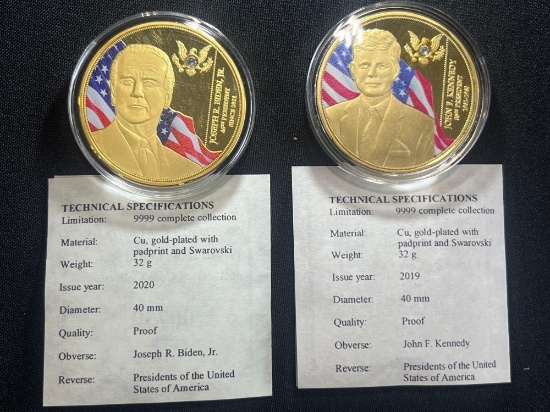 JOSEPH R. BIDEN, JR.
46TH PRESIDENT
SINCE 2021
JOHN F. KENNEDY
TECHNICAL SPECIFICATIONS
Limitation: 9999 complete collection
Material: Cu, gold-plated with
padprint and Swarovski
Weight: 32 g
Issue year: 2020
Diameter: 40 mm
Quality: Proof
Obverse: Joseph R. Biden, Jr.
Reverse: Presidents of the United
States of America
TECHNICAL SPECIFICATIONS
Limitation: 9999 complete collection
Material: Cu, gold-plated with
padprint and Swarovski
Weight: 32 g
Issue year: 2019
Diameter: 40 mm
Quality: Proof
Obverse: John F. Kennedy
Reverse: Presidents of the United
States of America